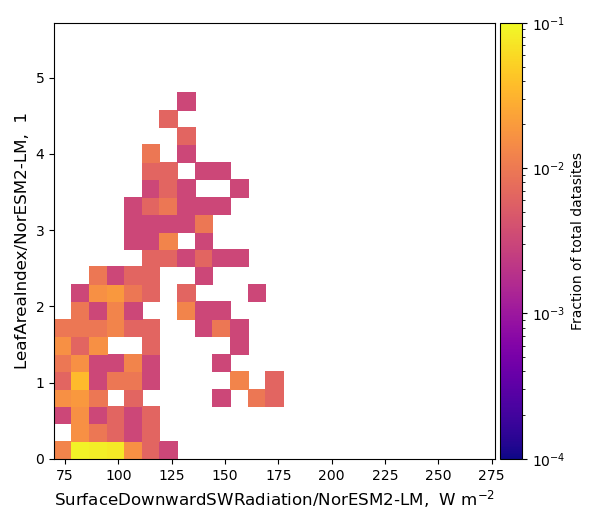 10⁻¹
5
4
10⁻²
3
2
10⁻³
1
0
10⁻⁴
75 100 125 150 175 200 225 250 275
LeafAreaIndex/NorESM2-LM, 1
Fraction of total datasites
SurfaceDownwardSWRadiation/NorESM2-LM, W m⁻²